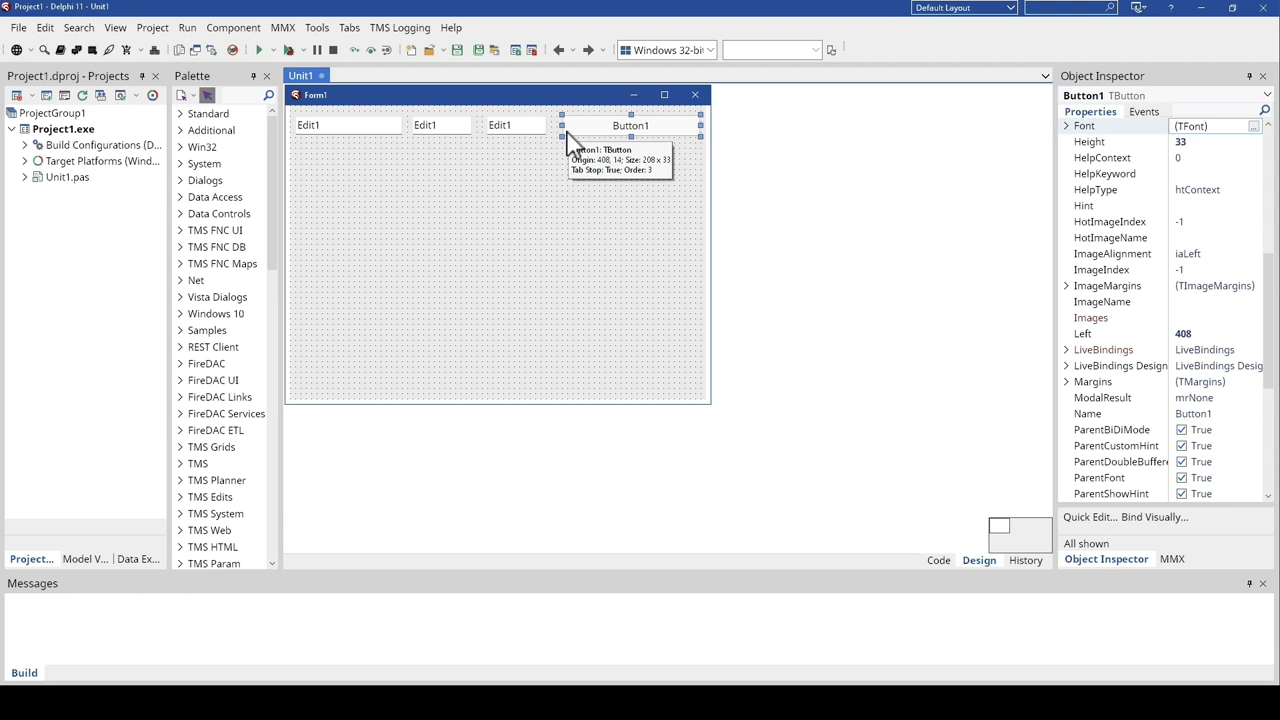 Project1 - Delphi 11 - Unit1
Default Layout
File Edit Search View Project Run Component MMX Tools Tabs TMS Logging Help
Windows 32-bit
Project1.dproj - Projects
ProjectGroup1
Project1.exe
Build Configurations (D...
Target Platforms (Wind...
Unit1.pas
Project... Model V... Data Ex...
Palette
Standard
Additional
Win32
System
Dialogs
Data Access
Data Controls
TMS FNC UI
TMS FNC DB
TMS FNC Maps
Net
Vista Dialogs
Windows 10
Samples
REST Client
FireDAC
FireDAC UI
FireDAC Links
FireDAC Services
FireDAC ETL
TMS Grids
TMS
TMS Planner
TMS Edits
TMS System
TMS Web
TMS HTML
TMS Param
Unit1
Form1
Edit1 Edit1 Edit1 Button1
TButton
Origin: 408, 14; Size: 208 x 33
Tab Stop: True; Order: 3
Code Design History
Object Inspector
Button1 TButton
Properties Events
Font (TFont)
Height 33
HelpContext 0
HelpKeyword
HelpType htContext
Hint
HotImageIndex -1
HotImageName
ImageAlignment iaLeft
ImageIndex -1
ImageMargins (TImageMargins)
ImageName
Images
Left 408
LiveBindings LiveBindings
LiveBindings Design LiveBindings Desig
Margins (TMargins)
ModalResult mrNone
Name Button1
ParentBiDiMode True
ParentCustomHint True
ParentDoubleBuffere True
ParentFont True
ParentShowHint True
Quick Edit... Bind Visually...
All shown
Object Inspector MMX
Messages
Build